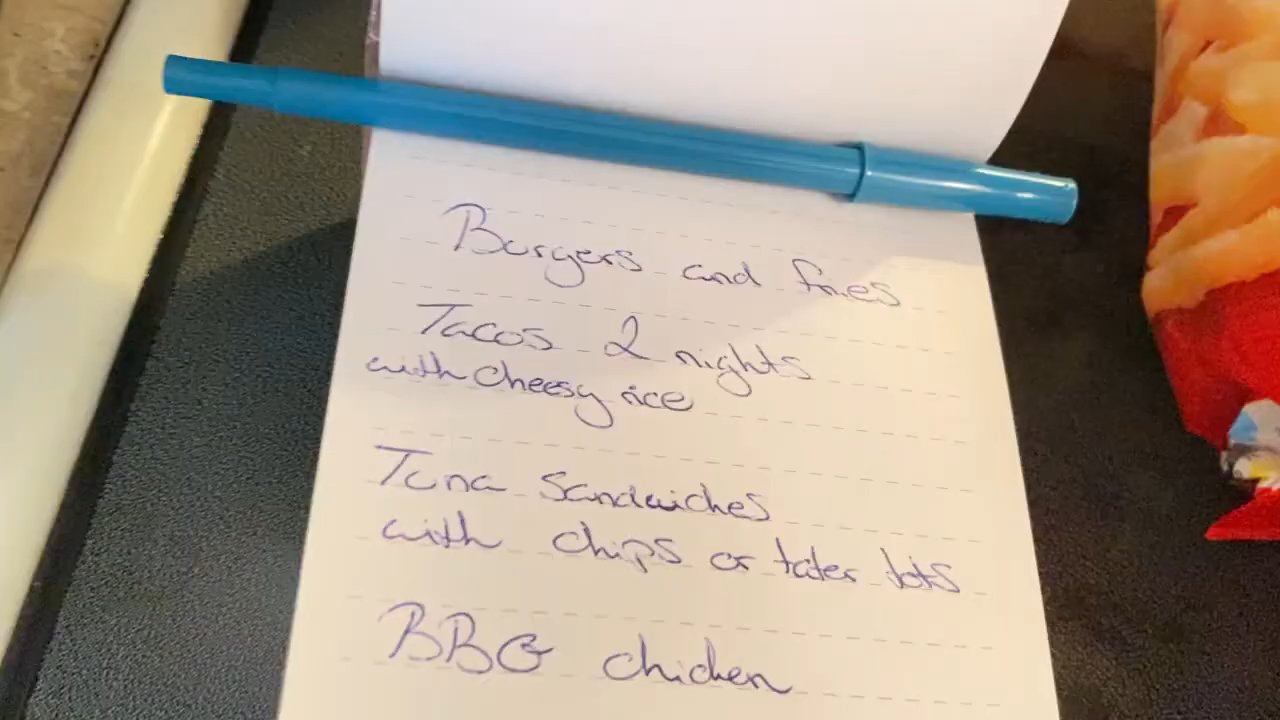 Burgers and fries
Tacos 2 nights
with cheesy rice
Tuna Sandwiches
with chips or tater tots
BBQ chicken